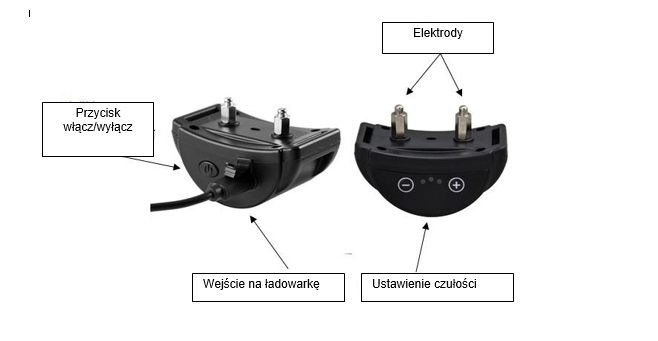 I
Elektrody
Przycisk
włącz/wyłącz
Wejście na ładowarkę
Ustawienie czułości